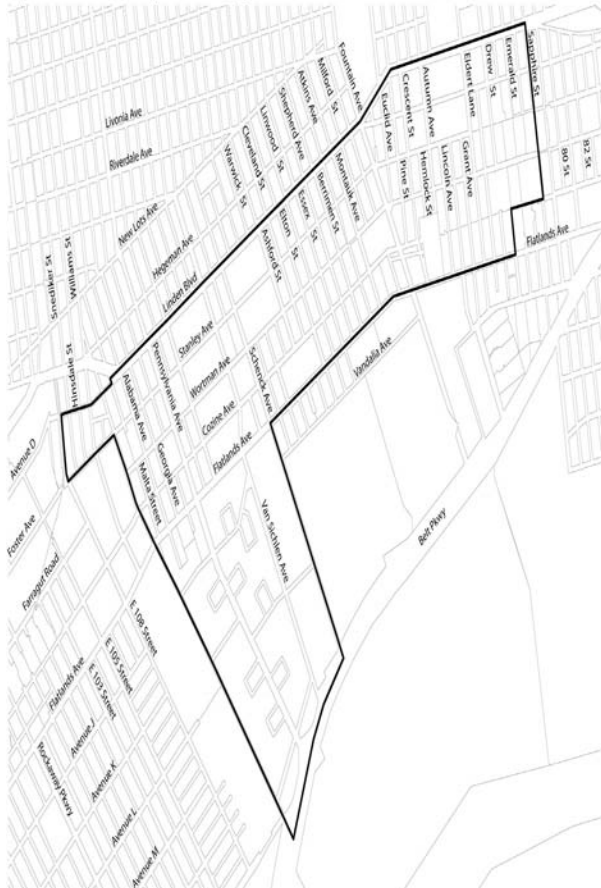 Sapphire St
Emerald St
Drew St
Eldert Lane
Autumn Ave
Crescent St
Euclid Ave
Fountain Ave
Milford St
Atkins Ave
Shepherd Ave
Linwood St
Cleveland St
Warwick St
Livonia Ave
Riverdale Ave
New Lots Ave
Hegeman Ave
Linden Blvd
82 St
80 St
Grant Ave
Lincoln Ave
Hemlock St
Pine St
Montauk Ave
Berrimen St
Essex St
Elton St
Ashford St
Flatlands Ave
Williams St
Snediker St
Hinsdale St
Stanley Ave
Wortman Ave
Cozine Ave
Flatlands Ave
Schenck Ave
Vandalia Ave
Pennsylvania Ave
Alabama Ave
Georgia Ave
Malta Street
Van Sichlen Ave
Belt Pkwy
Avenue D
Foster Ave
Farragut Road
Flatlands Ave
E 108 Street
E 105 Street
E 103 Street
Avenue J
Avenue K
Avenue L
Avenue M
Rockaway Pkwy